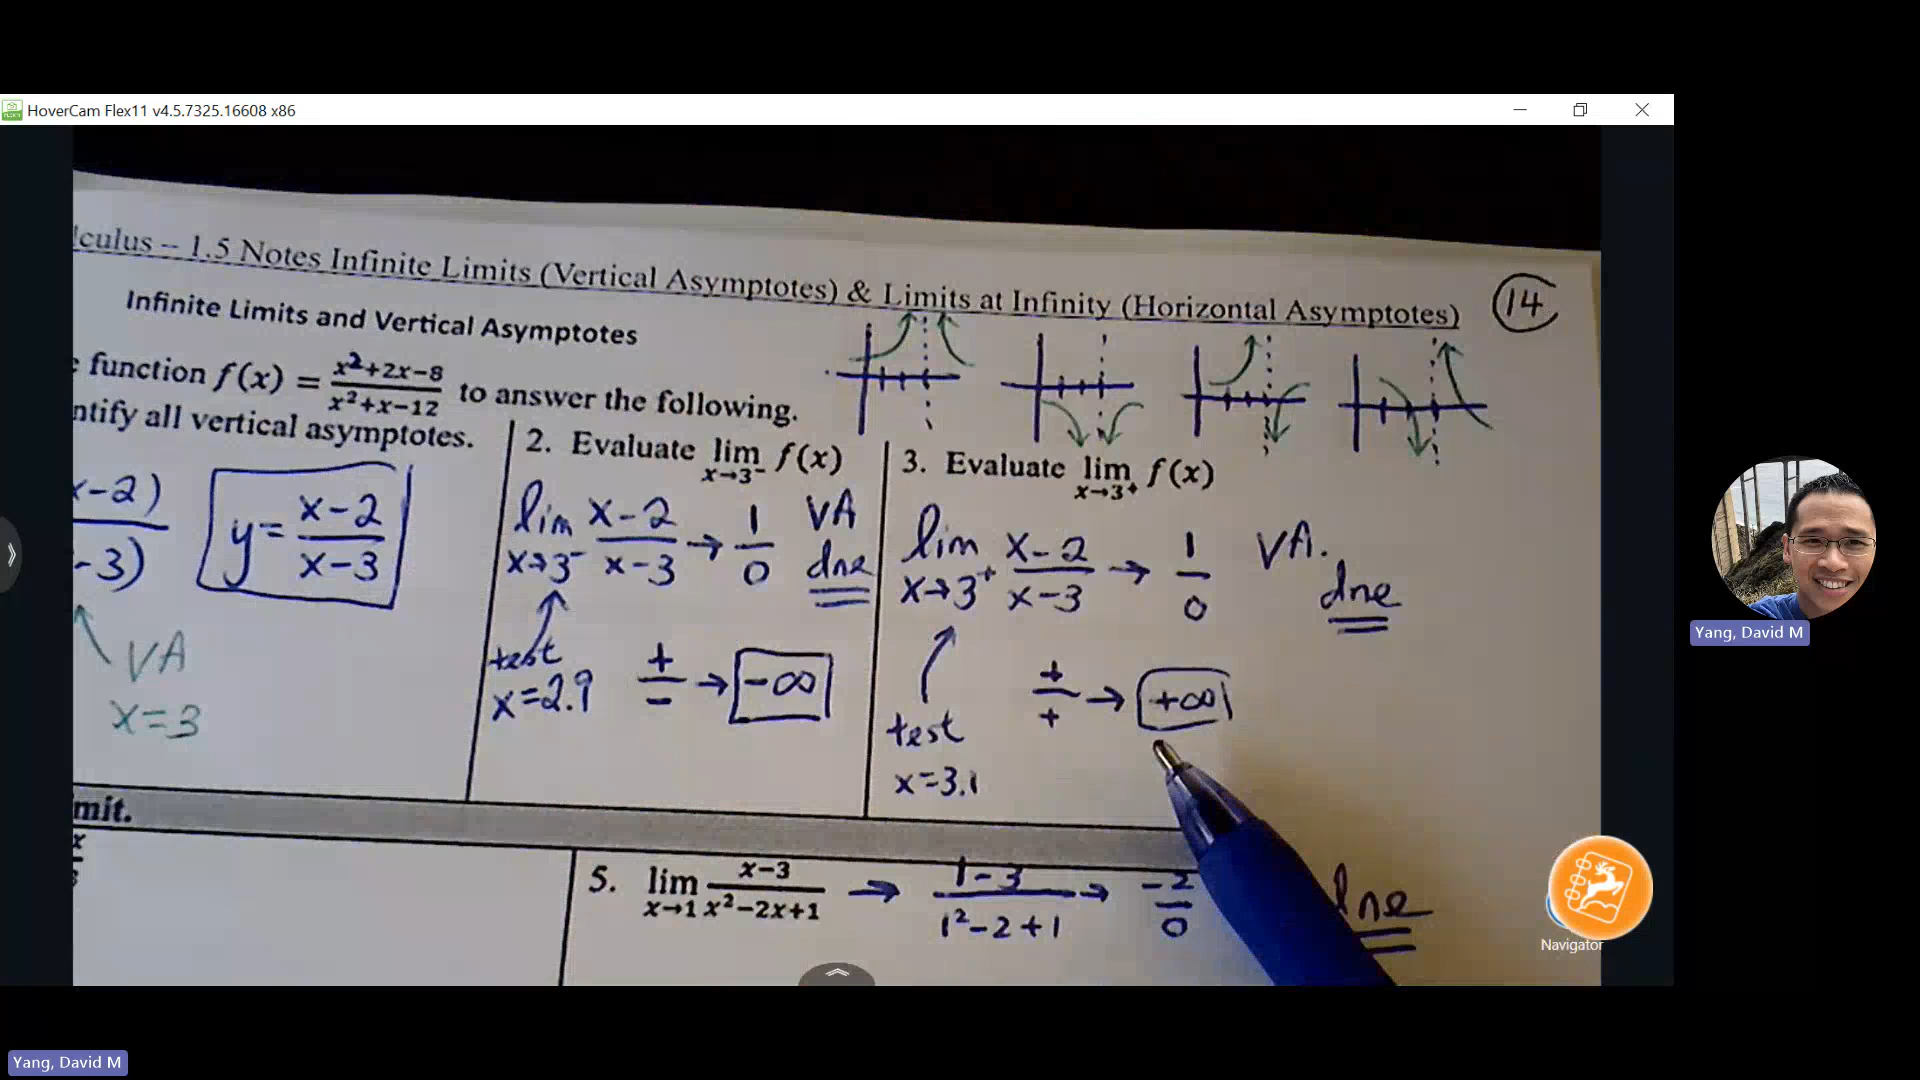 HoverCam Flex11 v4.5.7325.16608 x86
lculus – 1.5 Notes Infinite Limits (Vertical Asymptotes) & Limits at Infinity (Horizontal Asymptotes)
14
Infinite Limits and Vertical Asymptotes
function f(x) = x²+2x−8 / x²+x−12 to answer the following.
ntify all vertical asymptotes.
x-2) / -3)
y = x-2 / x-3
VA
x=3
2. Evaluate lim x→3⁻ f(x)
lim x→3⁻ x-2 / x-3 → 1/0 VA
dne
test
x=2.9
+/− → -∞
3. Evaluate lim x→3⁺ f(x)
lim x→3⁺ x-2 / x-3 → 1/0 VA.
dne
test
x=3.1
+/+ → +∞
mit.
x
5. lim x→1 x−3 / x²−2x+1 → 1-3 / 1²-2+1 → -2/0
dne
Navigator
Yang, David M
Yang, David M